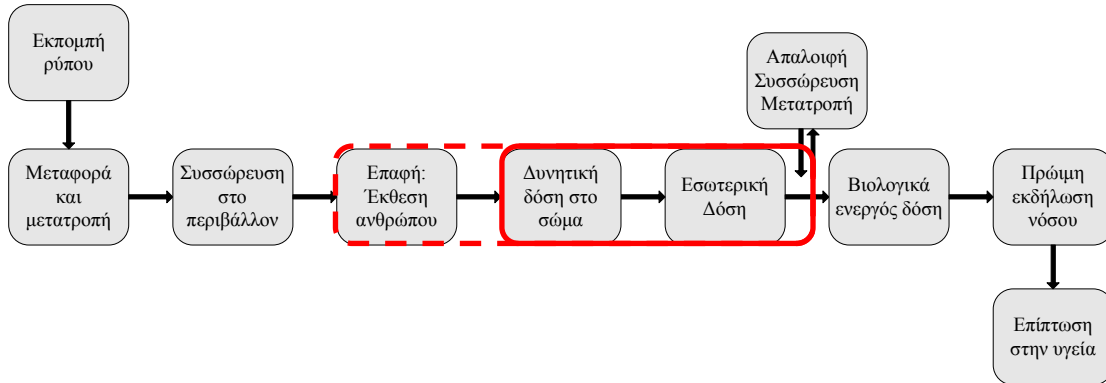 Εκπομπή
ρύπου
Απαλοιφή
Συσσώρευση
Μετατροπή
Μεταφορά
και
μετατροπή
Συσσώρευση
στο
περιβάλλον
Επαφή:
Έκθεση
ανθρώπου
Δυνητική
δόση στο
σώμα
Εσωτερική
Δόση
Βιολογικά
ενεργός δόση
Πρώιμη
εκδήλωση
νόσου
Επίπτωση
στην υγεία